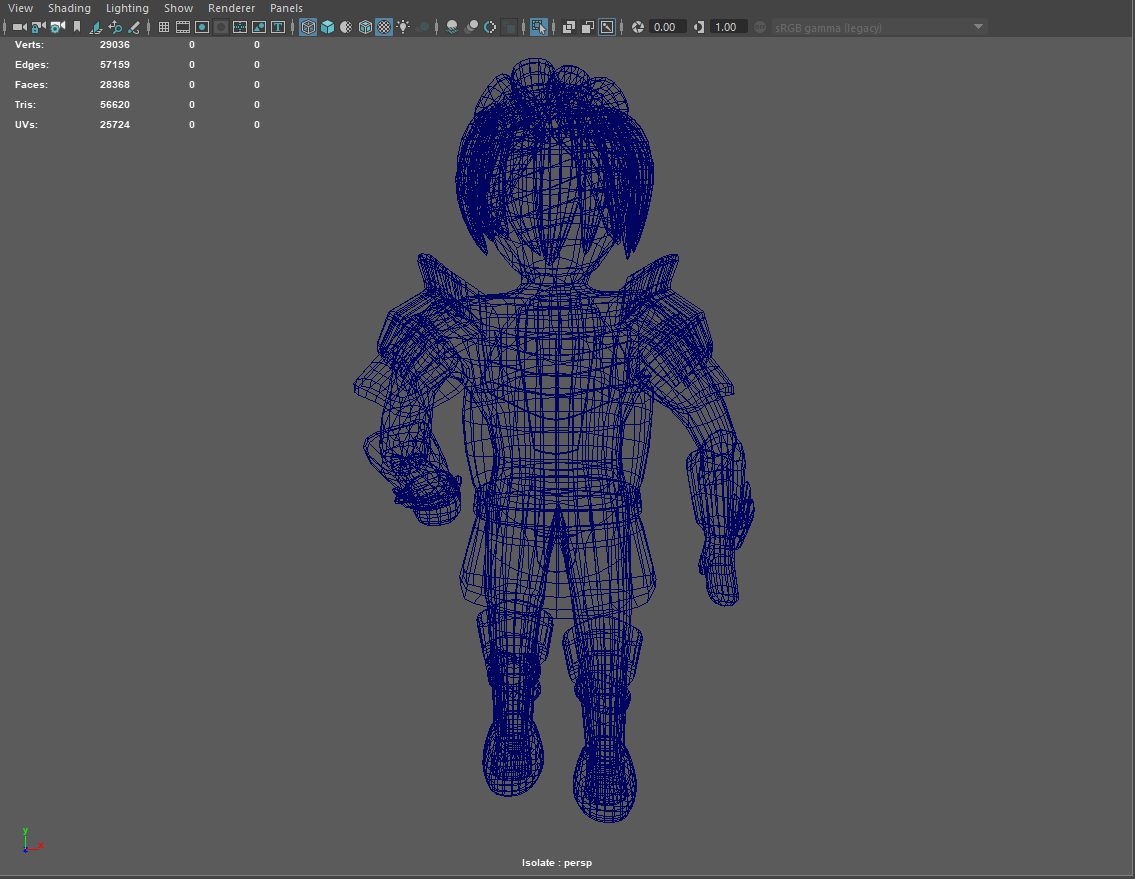 View Shading Lighting Show Renderer Panels
0.00 1.00 sRGB gamma (legacy)
Verts: 29036 0 0
Edges: 57159 0 0
Faces: 28368 0 0
Tris: 56620 0 0
UVs: 25724 0 0
y
x
Isolate : persp